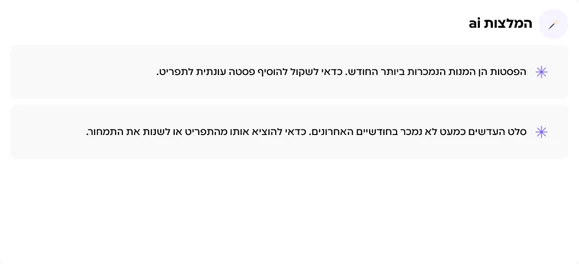 המלצות ai
הפסטות הן המנות הנמכרות ביותר החודש. כדאי לשקול להוסיף פסטה עונתית לתפריט.
סלט העדשים כמעט לא נמכר בחודשיים האחרונים. כדאי להוציא אותו מהתפריט או לשנות את התמחור.